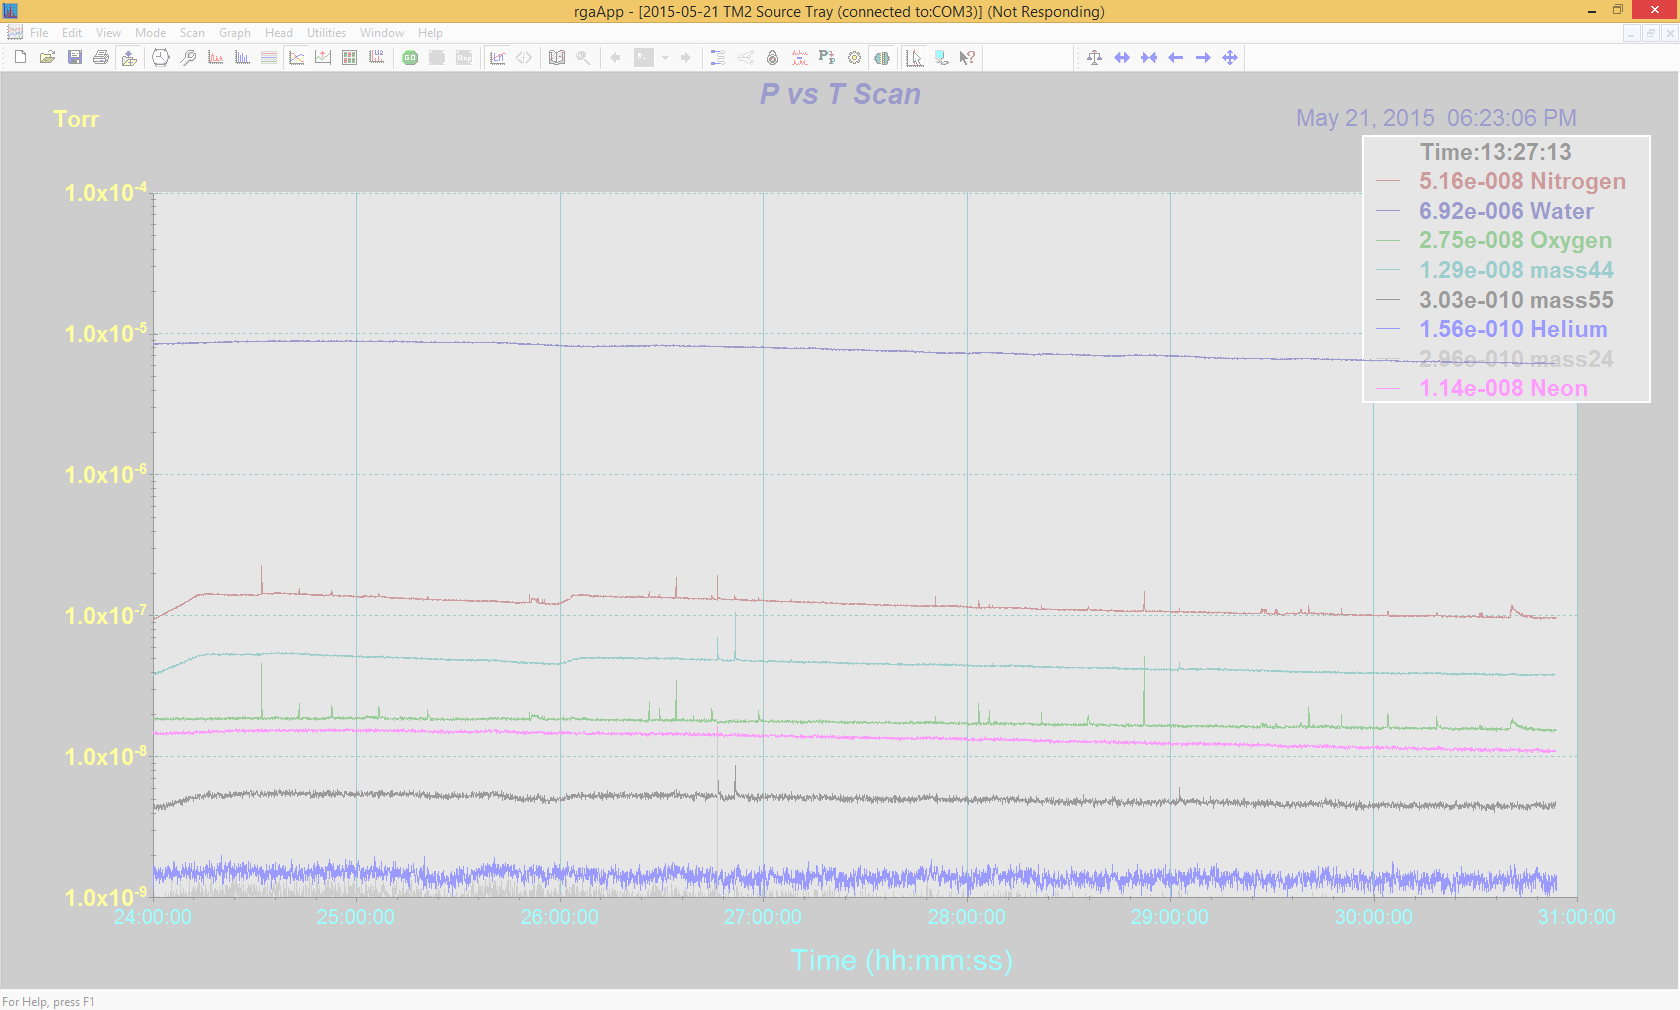 rgaApp - [2015-05-21 TM2 Source Tray (connected to:COM3)] (Not Responding)
File Edit View Mode Scan Graph Head Utilities Window Help
GO
Stop
P vs T Scan
Torr
May 21, 2015 06:23:06 PM
Time:13:27:13
5.16e-008 Nitrogen
6.92e-006 Water
2.75e-008 Oxygen
1.29e-008 mass44
3.03e-010 mass55
1.56e-010 Helium
2.96e-010 mass24
1.14e-008 Neon
1.0x10-4
1.0x10-5
1.0x10-6
1.0x10-7
1.0x10-8
1.0x10-9
24:00:00 25:00:00 26:00:00 27:00:00 28:00:00 29:00:00 30:00:00 31:00:00
Time (hh:mm:ss)
For Help, press F1